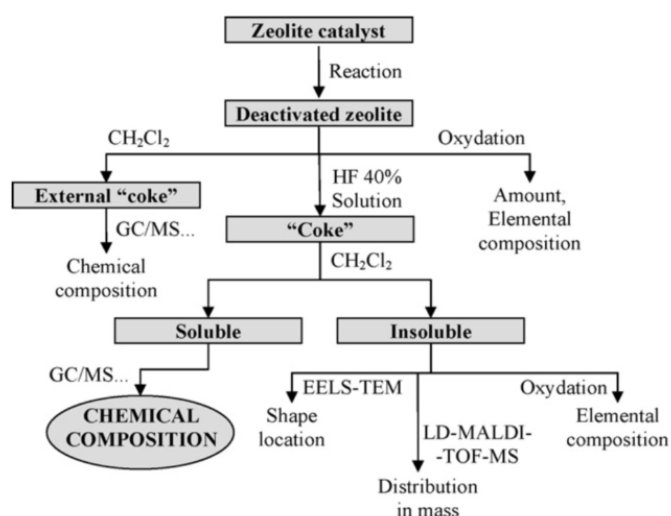 Zeolite catalyst
Reaction
Deactivated zeolite
CH₂Cl₂
Oxydation
External “coke”
HF 40%
Solution
Amount,
Elemental
composition
GC/MS...
“Coke”
Chemical
composition
CH₂Cl₂
Soluble
Insoluble
GC/MS...
EELS-TEM
Oxydation
CHEMICAL
COMPOSITION
Shape
location
LD-MALDI-
-TOF-MS
Elemental
composition
Distribution
in mass